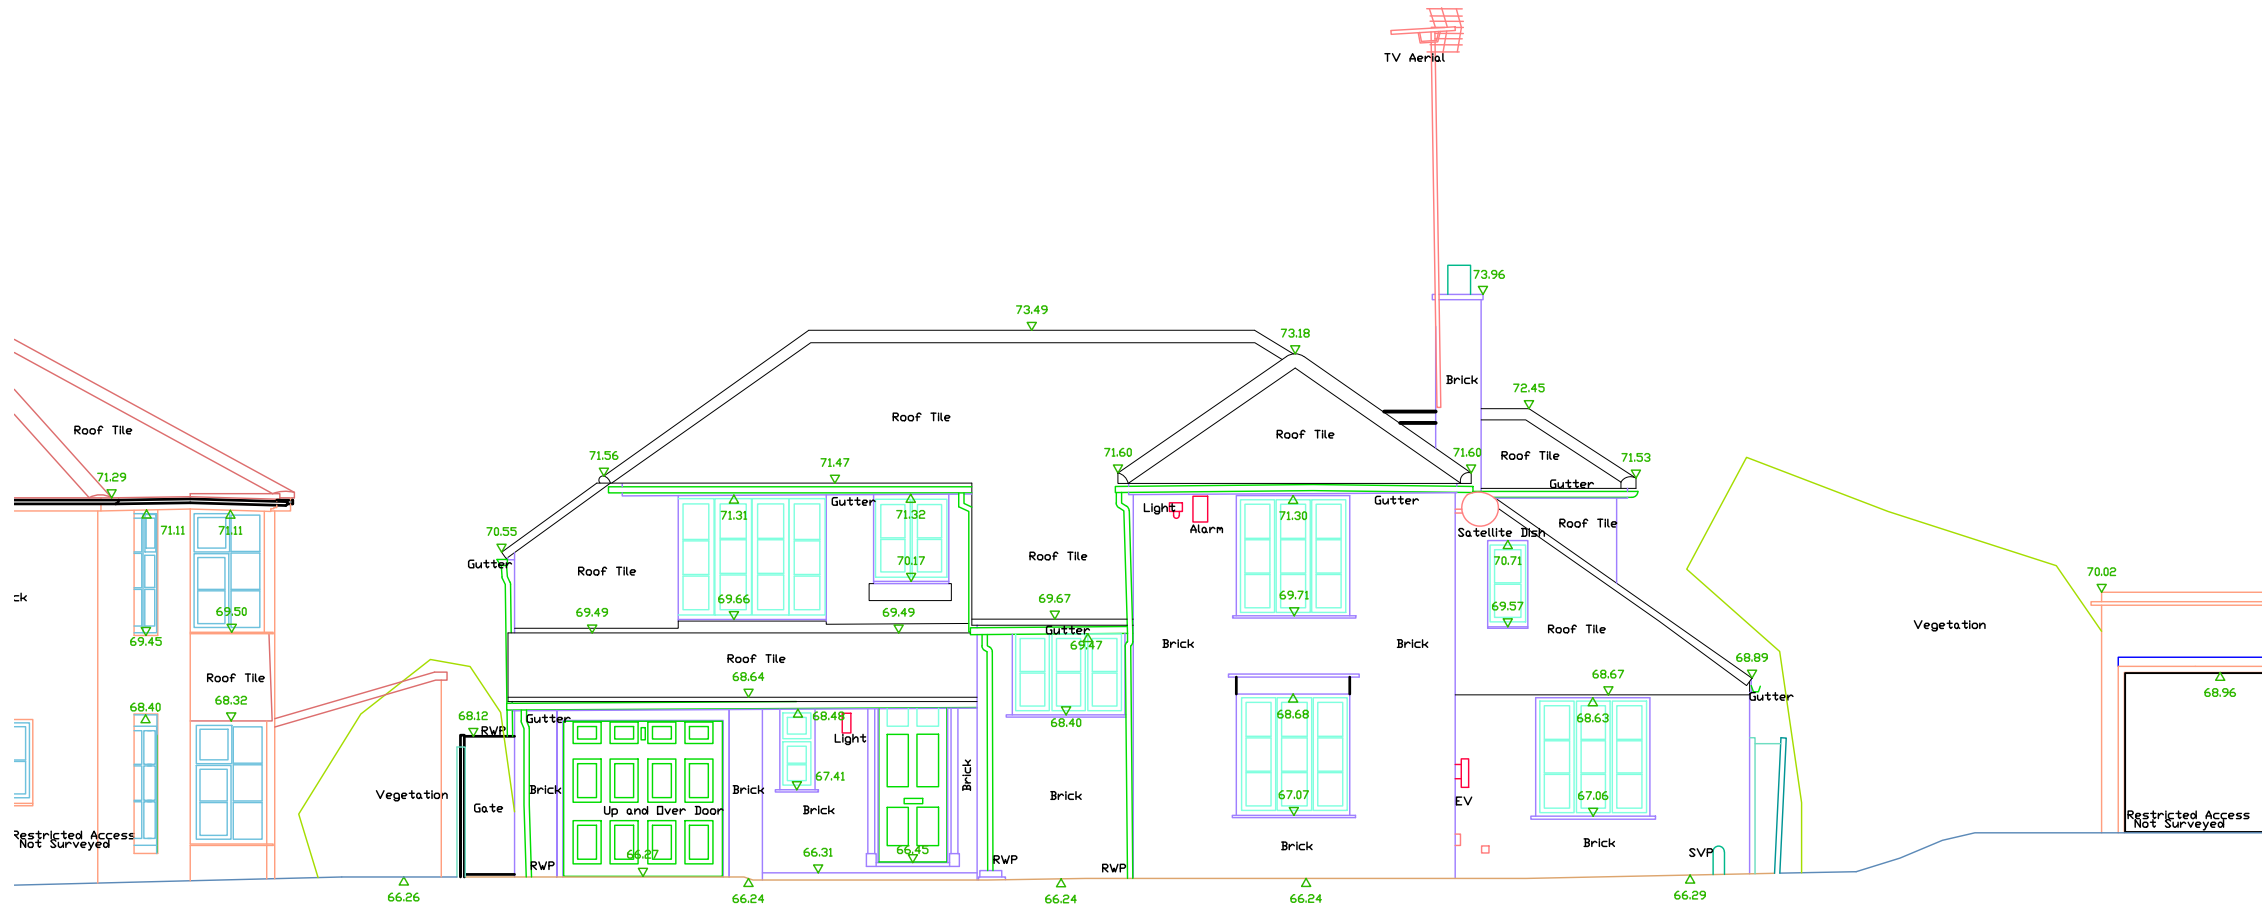 TV Aerial
73.96
73.49
73.18
Brick
72.45
Roof Tile
Roof Tile
Roof Tile
71.56
71.47
71.60
71.60
Roof Tile
71.53
71.29
Gutter
Gutter
Gutter
Light
71.11
71.11
71.31
71.32
71.30
Alarm
Roof Tile
Satellite Dish
70.55
Gutter
Roof Tile
70.17
Roof Tile
70.71
70.02
ck
69.50
69.66
69.49
69.49
69.67
69.71
69.57
69.45
Gutter
69.47
Brick
Brick
Roof Tile
Vegetation
Roof Tile
Roof Tile
68.64
68.89
68.67
Gutter
68.96
68.40
68.32
68.12
RWP
Gutter
68.48
Light
68.40
68.68
68.63
67.41
Vegetation
Gate
Brick
Brick
Brick
Brick
Brick
EV
Up and Over Door
67.07
67.06
Restricted Access
Not Surveyed
Restricted Access
Not Surveyed
66.27
66.45
RWP
RWP
RWP
66.31
Brick
Brick
SVP
66.26
66.24
66.24
66.24
66.29